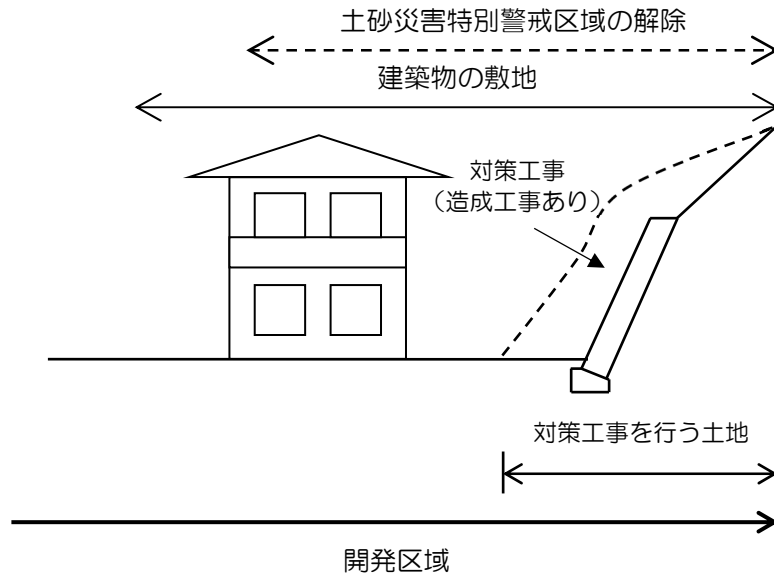 土砂災害特別警戒区域の解除
建築物の敷地
対策工事
（造成工事あり）
対策工事を行う土地
開発区域